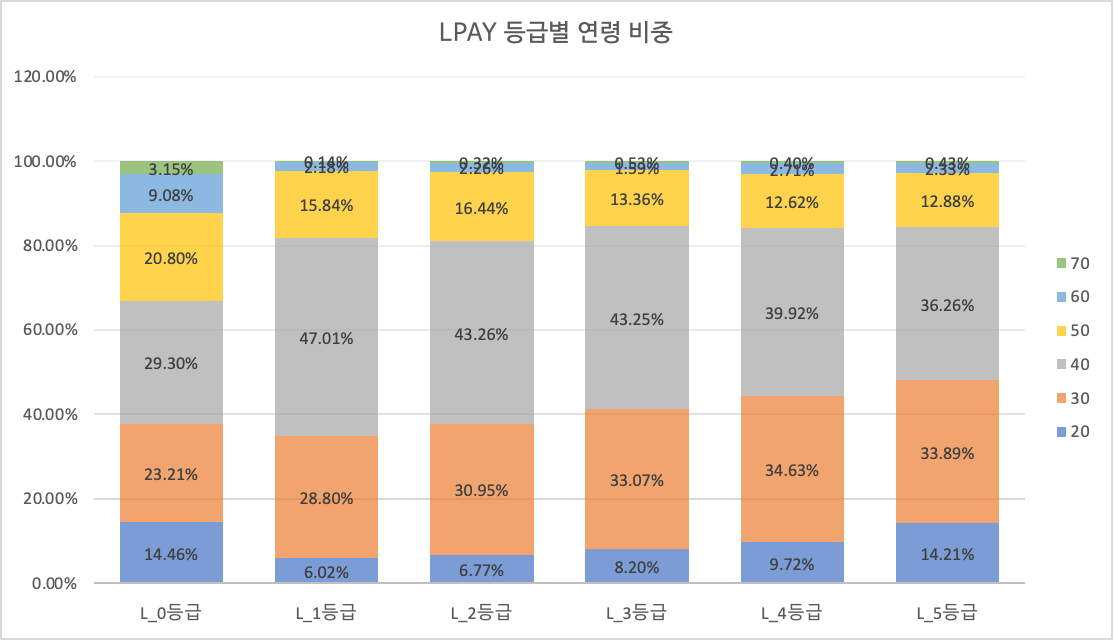 LPAY 등급별 연령 비중
120.00%
100.00%
80.00%
60.00%
40.00%
20.00%
0.00%
3.15% 0.14% 0.32% 0.53% 0.40% 0.43%
9.08% 2.18% 2.26% 1.59% 2.71% 2.33%
20.80% 15.84% 16.44% 13.36% 12.62% 12.88%
29.30% 47.01% 43.26% 43.25% 39.92% 36.26%
23.21% 28.80% 30.95% 33.07% 34.63% 33.89%
14.46% 6.02% 6.77% 8.20% 9.72% 14.21%
L_0등급 L_1등급 L_2등급 L_3등급 L_4등급 L_5등급
70
60
50
40
30
20